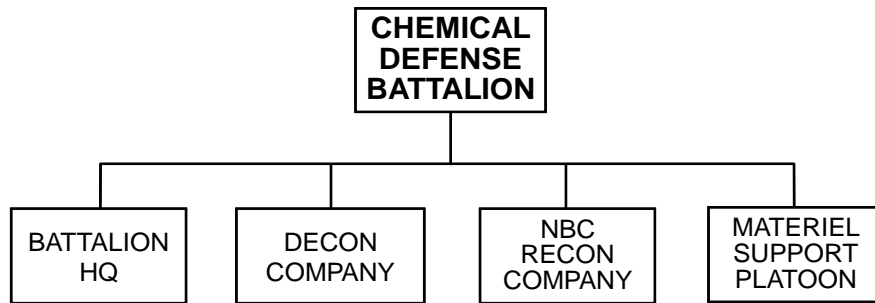 CHEMICAL
DEFENSE
BATTALION
BATTALION
HQ
DECON
COMPANY
NBC
RECON
COMPANY
MATERIEL
SUPPORT
PLATOON